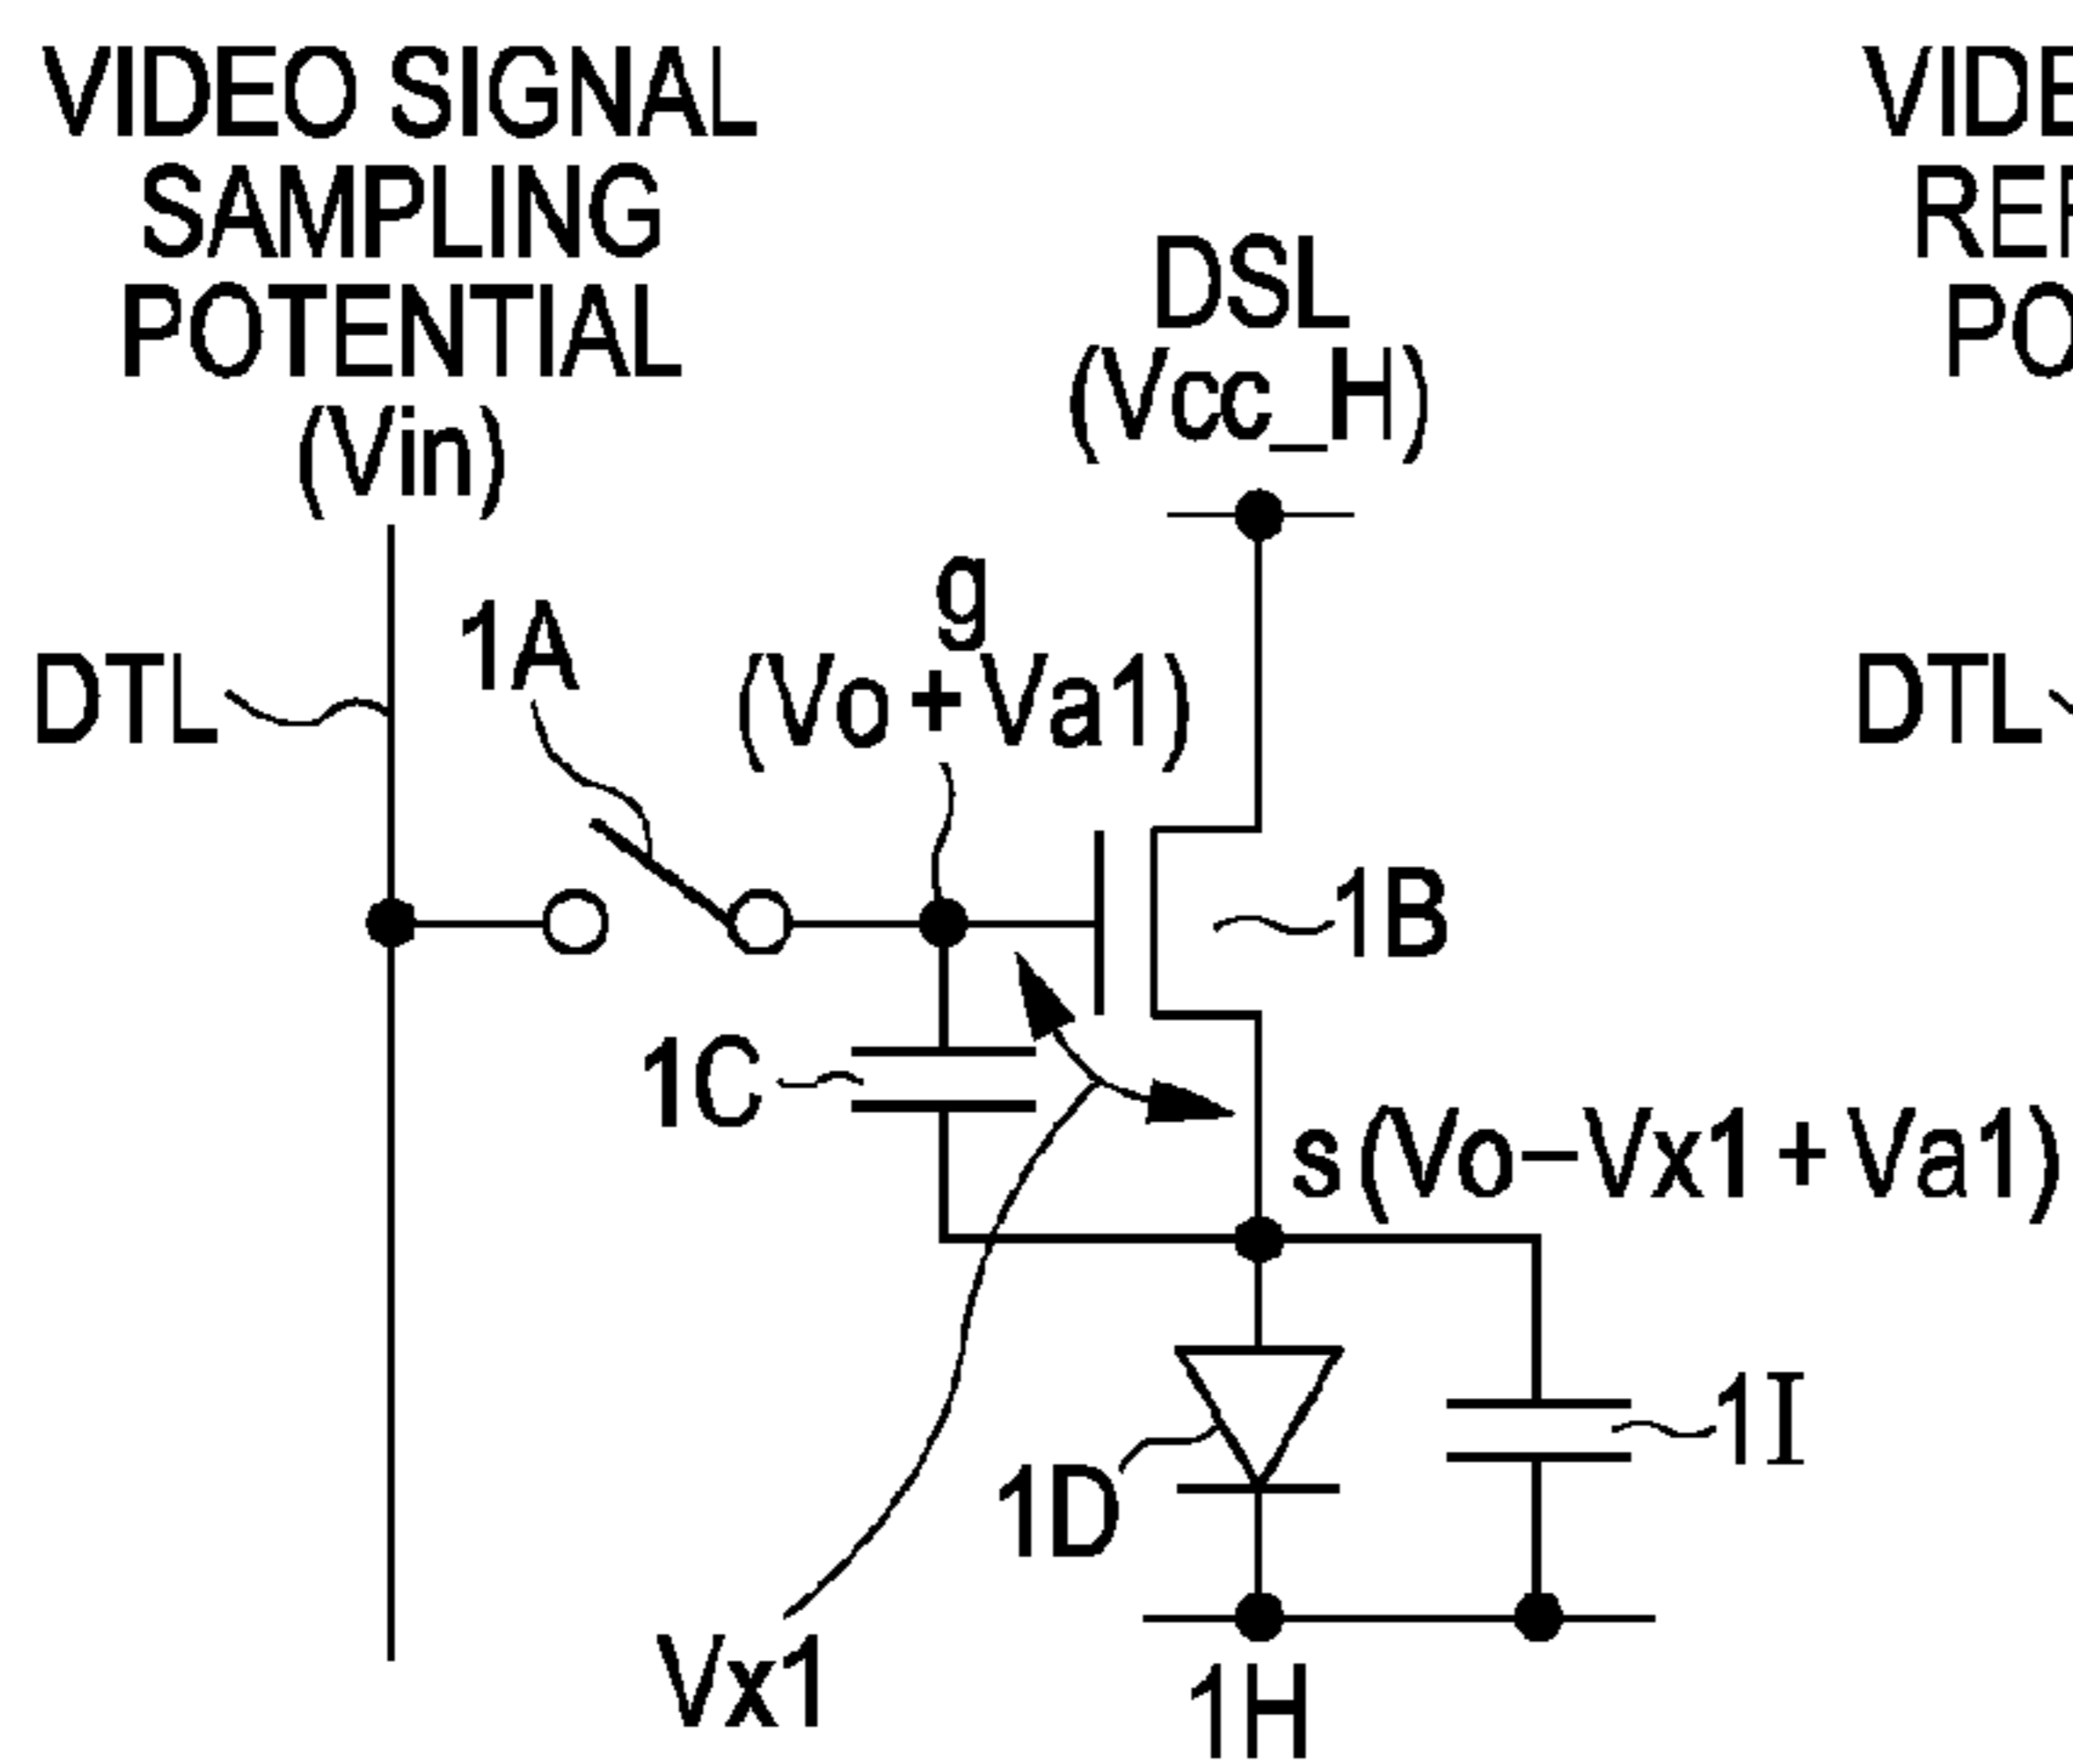 VIDEO SIGNAL
SAMPLING
POTENTIAL
(Vin)
DSL
(Vcc_H)
g
(Vo+Va1)
DTL
1A
1B
1C
s(Vo-Vx1+Va1)
1D
1I
Vx1
1H
DTL